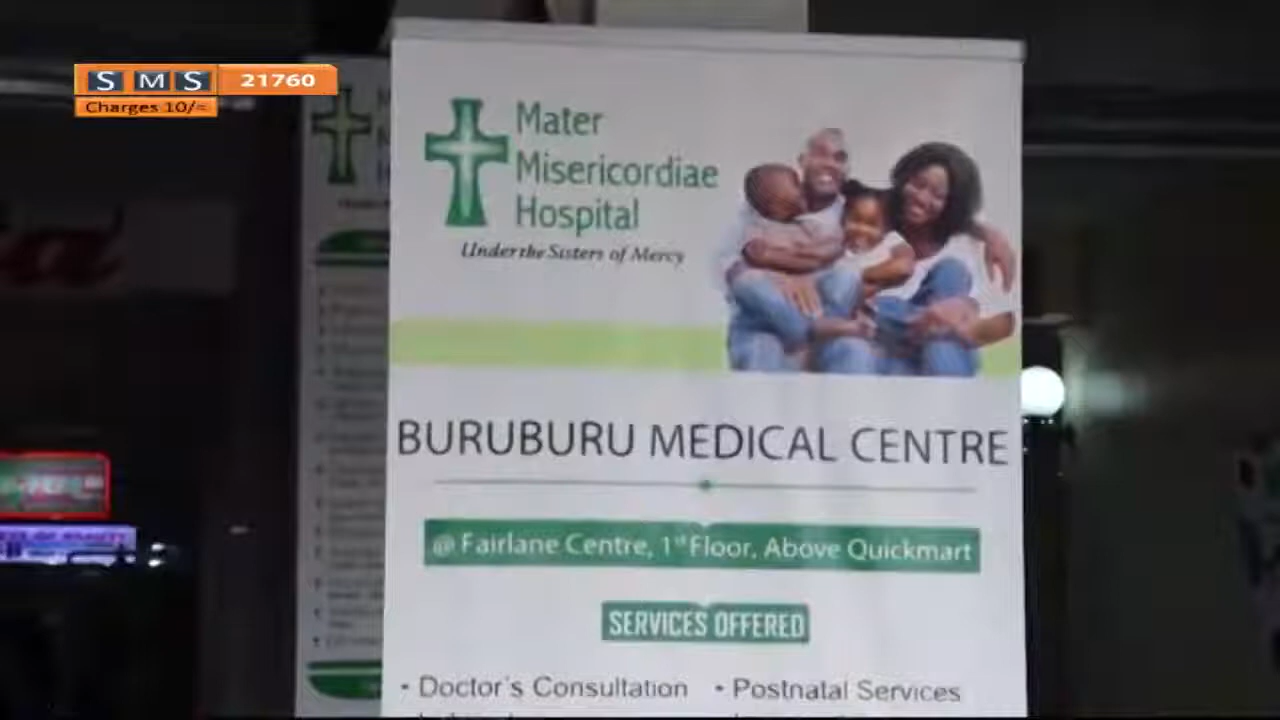 SMS 21760
Charges 10/=
Mater
Misericordiae
Hospital
Under the Sisters of Mercy
BURUBURU MEDICAL CENTRE
@ Fairlane Centre, 1st Floor, Above Quickmart
SERVICES OFFERED
• Doctor's Consultation • Postnatal Services